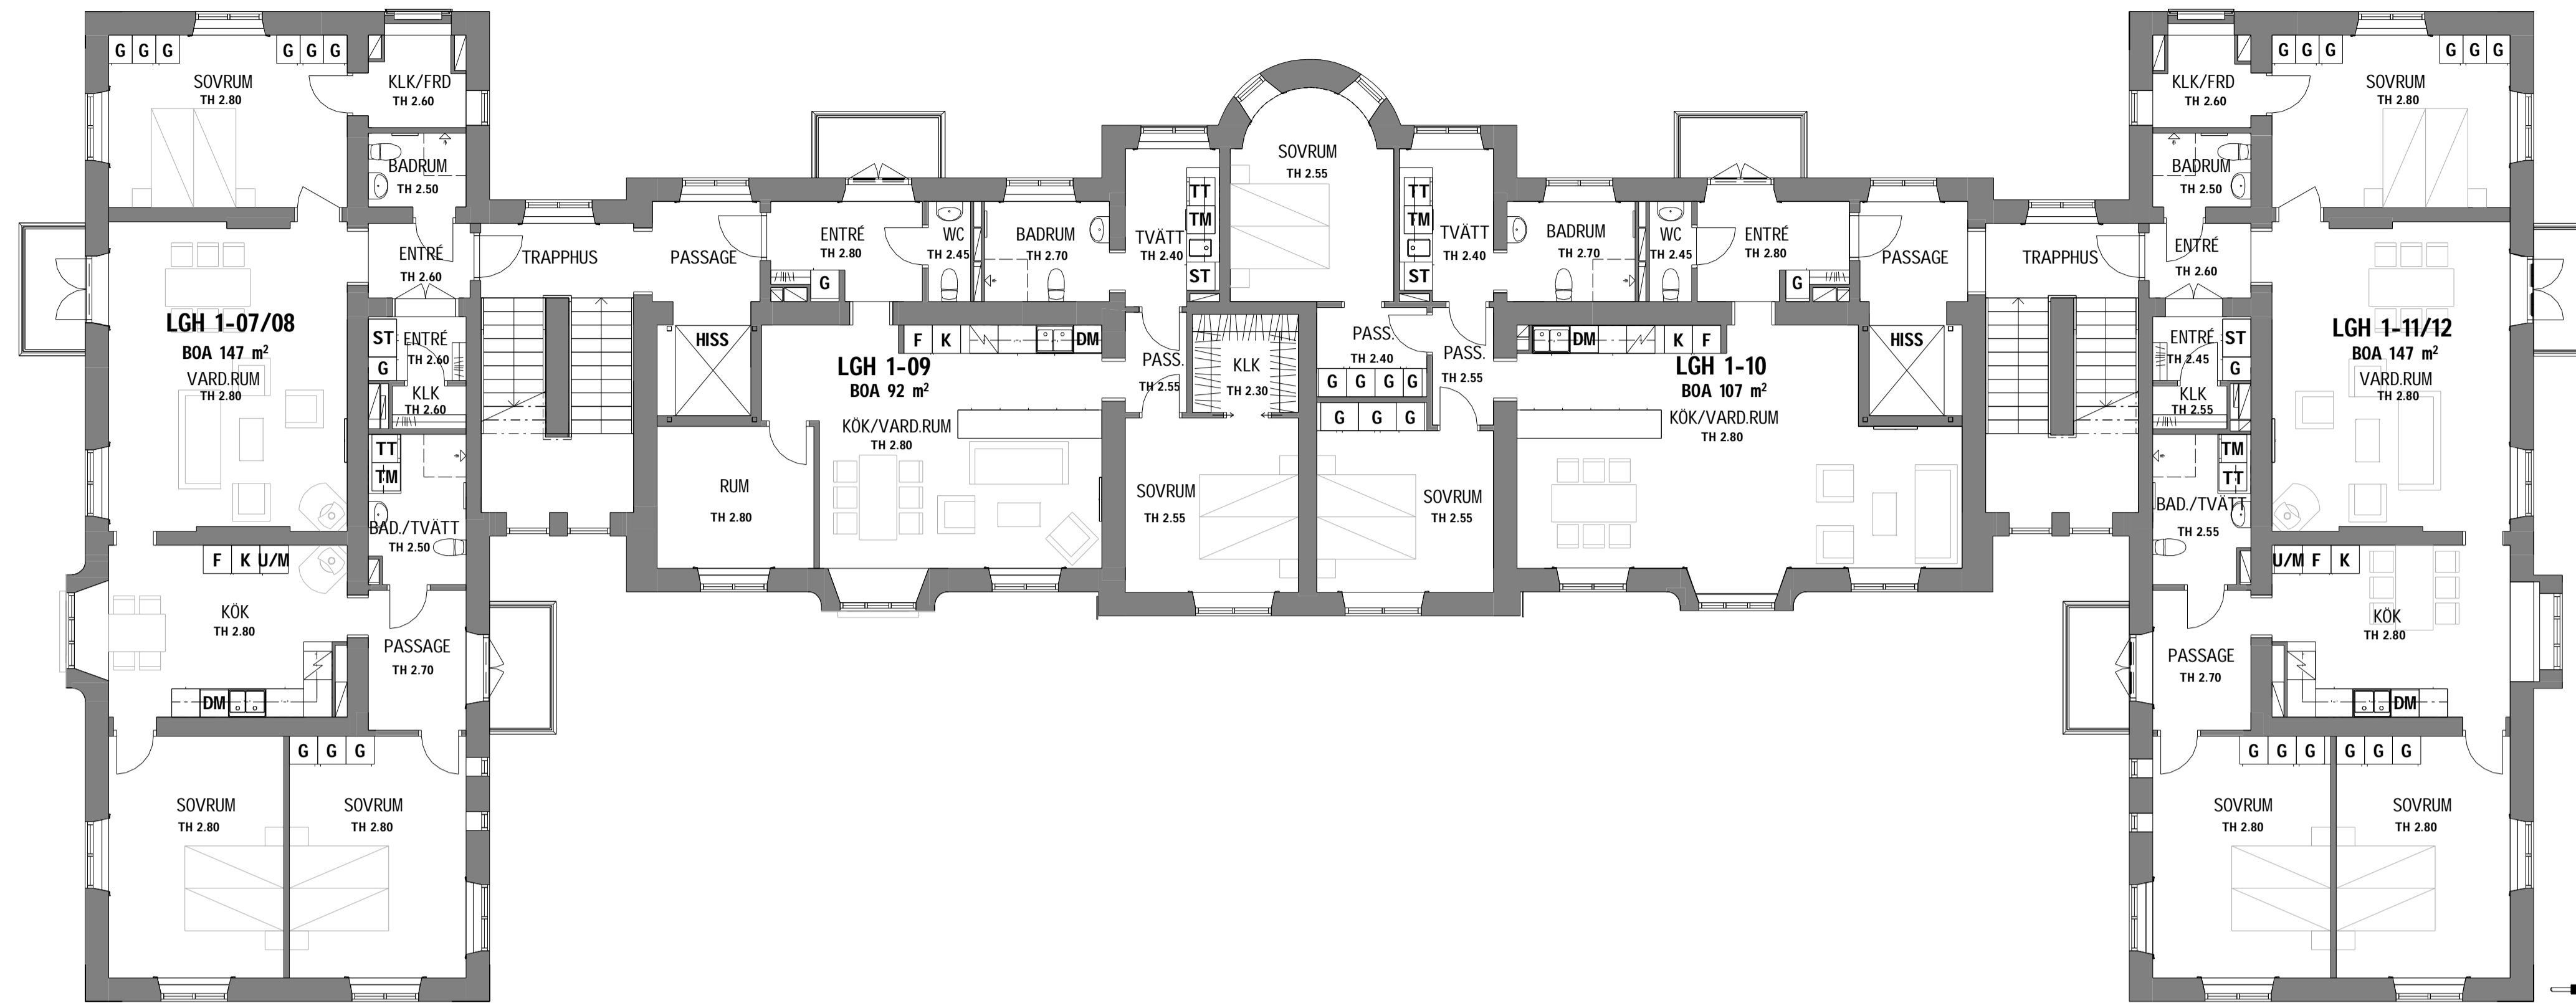 G G G
G G G
SOVRUM
TH 2.80
KLK/FRD
TH 2.60
BADRUM
TH 2.50
ENTRÉ
TH 2.60
TRAPPHUS
PASSAGE
LGH 1-07/08
BOA 147 m²
VARD.RUM
TH 2.80
ST
G
ENTRÉ
TH 2.60
KLK
TH 2.60
TT
TM
BAD./TVÄTT
TH 2.50
F K U/M
KÖK
TH 2.80
DM
PASSAGE
TH 2.70
G G G
SOVRUM
TH 2.80
SOVRUM
TH 2.80
HISS
ENTRÉ
TH 2.80
G
WC
TH 2.45
BADRUM
TH 2.70
TVÄTT
TH 2.40
TT
TM
ST
F K
DM
LGH 1-09
BOA 92 m²
KÖK/VARD.RUM
TH 2.80
RUM
TH 2.80
PASS.
TH 2.55
KLK
TH 2.30
SOVRUM
TH 2.55
SOVRUM
TH 2.55
PASS.
TH 2.40
G G G G
G G G
SOVRUM
TH 2.55
PASS.
TH 2.55
TT
TM
ST
TVÄTT
TH 2.40
BADRUM
TH 2.70
WC
TH 2.45
ENTRÉ
TH 2.80
G
DM
K F
LGH 1-10
BOA 107 m²
KÖK/VARD.RUM
TH 2.80
PASSAGE
HISS
TRAPPHUS
KLK/FRD
TH 2.60
G G G
G G G
SOVRUM
TH 2.80
BADRUM
TH 2.50
ENTRÉ
TH 2.60
ENTRÉ
TH 2.45
ST
G
KLK
TH 2.55
LGH 1-11/12
BOA 147 m²
VARD.RUM
TH 2.80
TM
TT
BAD./TVÄTT
TH 2.55
U/M F K
KÖK
TH 2.80
DM
PASSAGE
TH 2.70
G G G
G G G
SOVRUM
TH 2.80
SOVRUM
TH 2.80